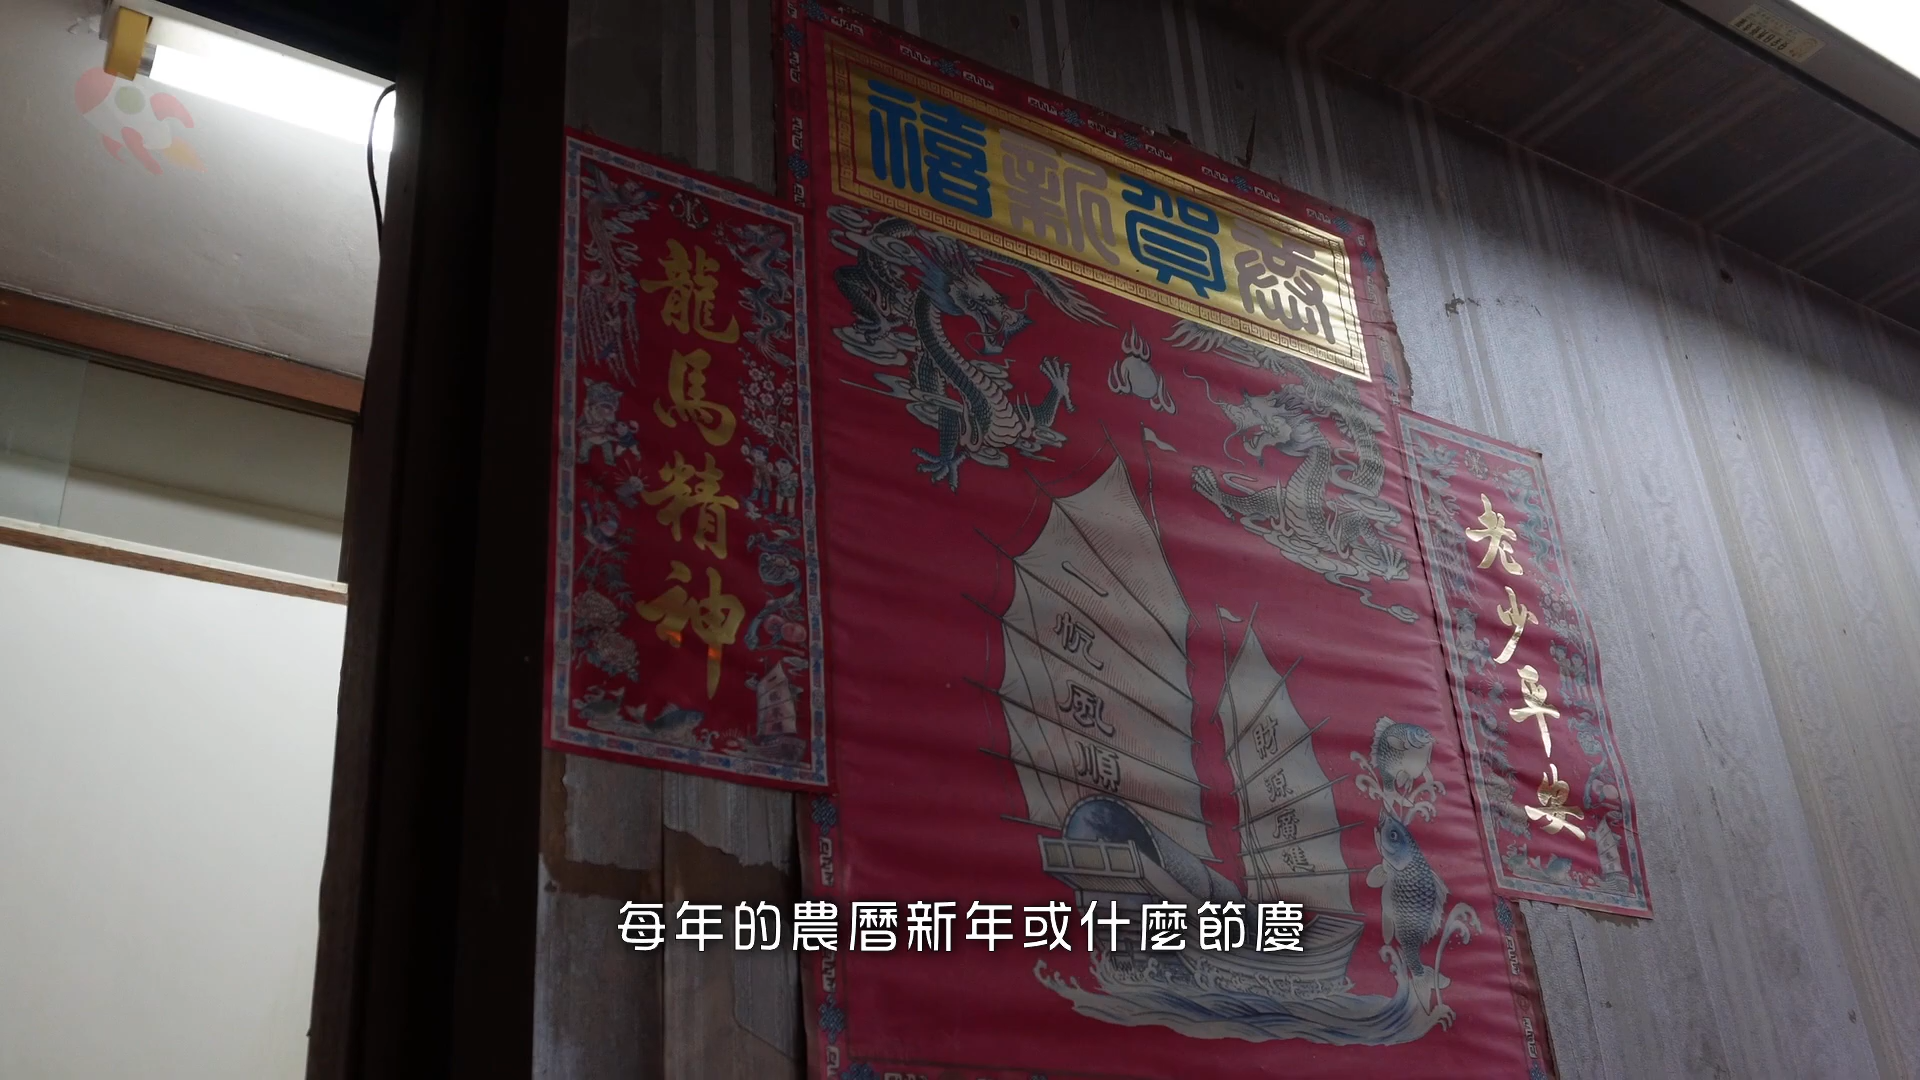 恭賀新禧
龍馬精神
一帆風順
財源廣進
老少平安
每年的農曆新年或什麼節慶